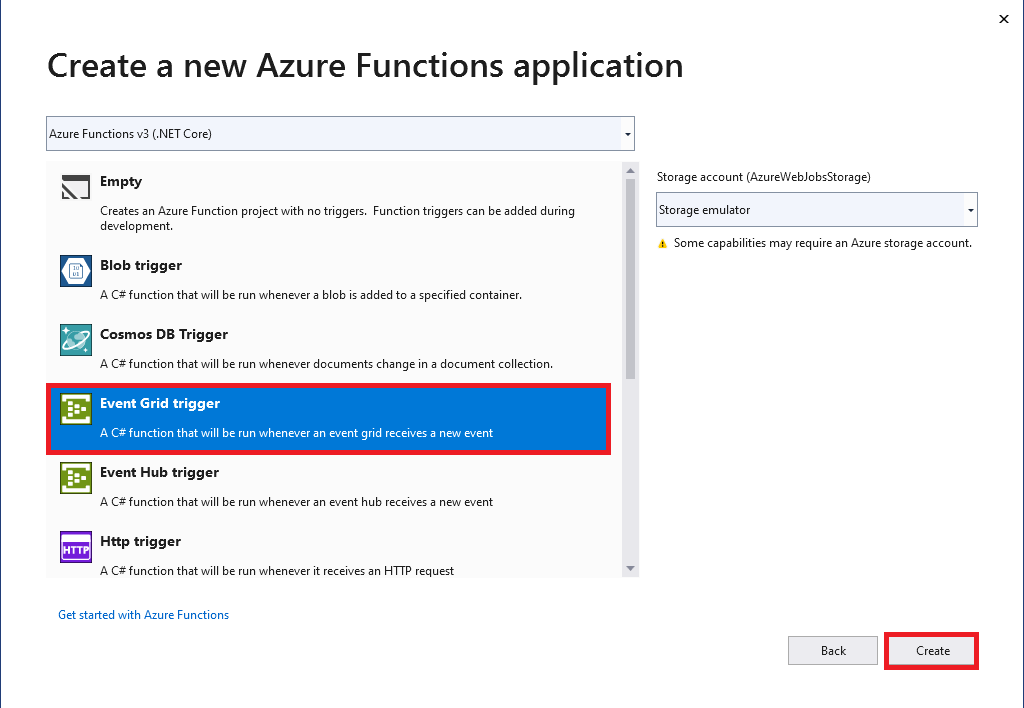 Create a new Azure Functions application
Azure Functions v3 (.NET Core)
Empty
Creates an Azure Function project with no triggers.  Function triggers can be added during
development.
Blob trigger
A C# function that will be run whenever a blob is added to a specified container.
Cosmos DB Trigger
A C# function that will be run whenever documents change in a document collection.
Event Grid trigger
A C# function that will be run whenever an event grid receives a new event
Event Hub trigger
A C# function that will be run whenever an event hub receives a new event
HTTP
Http trigger
A C# function that will be run whenever it receives an HTTP request
Storage account (AzureWebJobsStorage)
Storage emulator
Some capabilities may require an Azure storage account.
Get started with Azure Functions
Back
Create